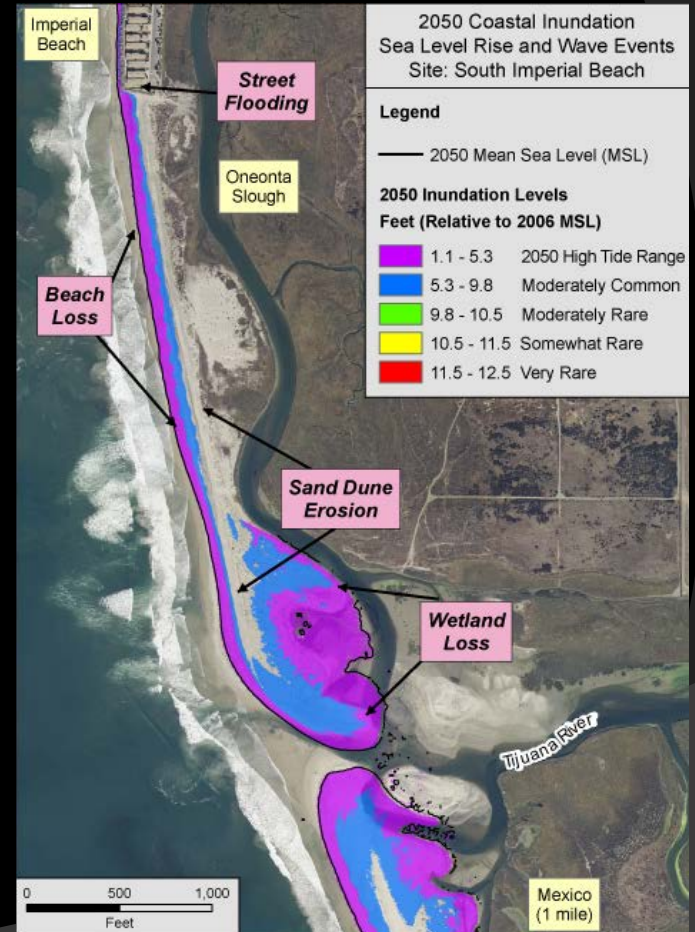 Imperial
Beach
Street
Flooding
2050 Coastal Inundation
Sea Level Rise and Wave Events
Site: South Imperial Beach
Legend
2050 Mean Sea Level (MSL)
2050 Inundation Levels
Feet (Relative to 2006 MSL)
1.1 - 5.3 2050 High Tide Range
5.3 - 9.8 Moderately Common
9.8 - 10.5 Moderately Rare
10.5 - 11.5 Somewhat Rare
11.5 - 12.5 Very Rare
Oneonta
Slough
Beach
Loss
Sand Dune
Erosion
Wetland
Loss
Tijuana River
0 500 1,000
Feet
Mexico
(1 mile)